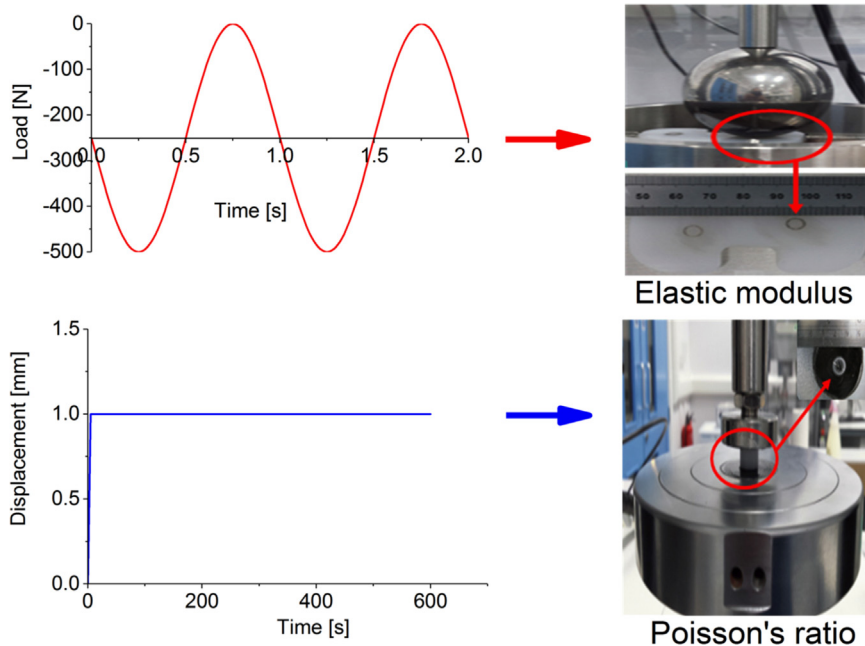 0
-100
-200
-300
-400
-500
Load [N]
0.0
0.5
1.0
1.5
2.0
Time [s]
50 60 70 80 90 100 110
Elastic modulus
1.5
1.0
0.5
0.0
Displacement [mm]
0
200
400
600
Time [s]
Poisson's ratio